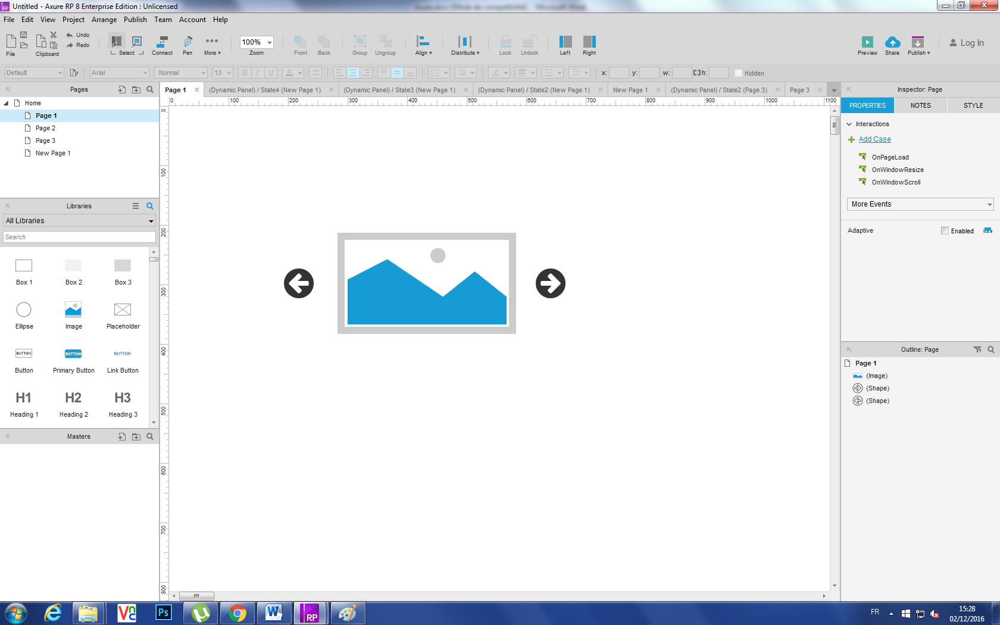 Untitled - Axure RP 8 Enterprise Edition : Unlicensed
File Edit View Project Arrange Publish Team Account Help
Undo
Redo
File Clipboard Select Connect Pen More 100% Zoom Front Back Group Ungroup Align Distribute Lock Unlock Left Right Preview Share Publish Log In
Default Arial Normal 13 B I U A x: y: w: h: Hidden
Pages
Home
Page 1
Page 2
Page 3
New Page 1
Libraries
All Libraries
Search
Box 1 Box 2 Box 3
Ellipse Image Placeholder
BUTTON BUTTON BUTTON
Button Primary Button Link Button
H1 H2 H3
Heading 1 Heading 2 Heading 3
Masters
Page 1 (Dynamic Panel) / State4 (New Page 1) (Dynamic Panel) / State3 (New Page 1) (Dynamic Panel) / State2 (New Page 1) New Page 1 (Dynamic Panel) / State2 (Page 3) Page 3
0 100 200 300 400 500 600 700 800 900 1000 1100
0
100
200
300
400
500
600
700
800
Inspector: Page
PROPERTIES NOTES STYLE
Interactions
Add Case
OnPageLoad
OnWindowResize
OnWindowScroll
More Events
Adaptive Enabled
Outline: Page
Page 1
(Image)
(Shape)
(Shape)
Ps
RP
FR
15:28
02/12/2016